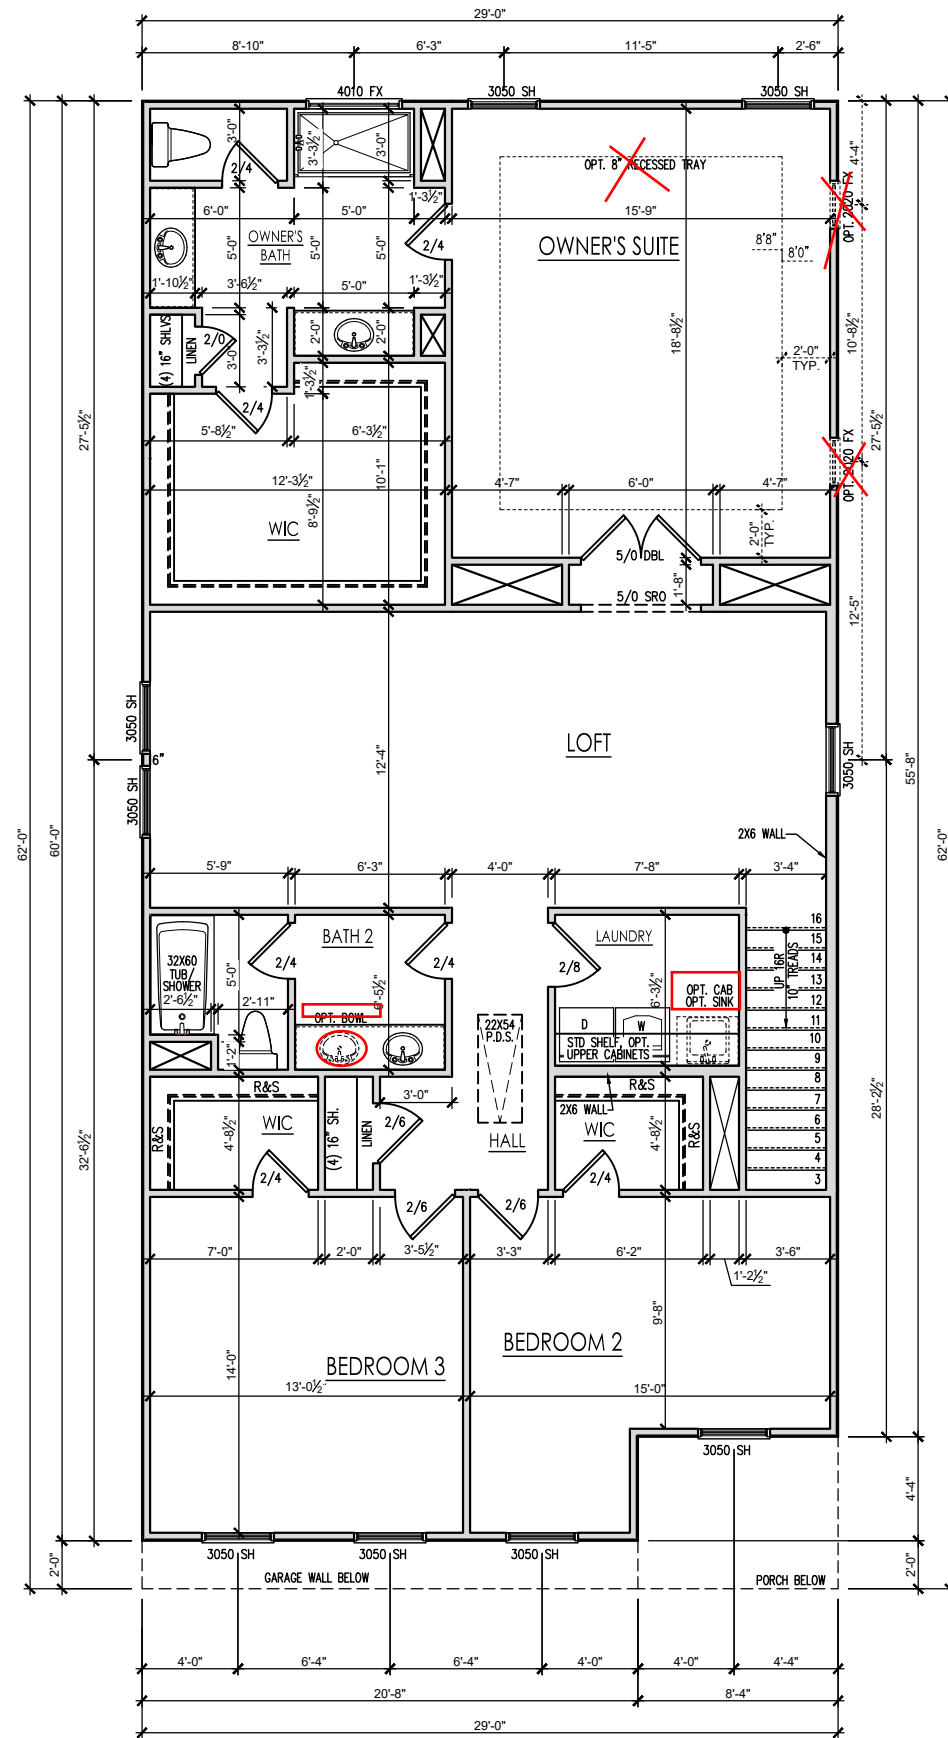 29'-0"
8'-10"
6'-3"
11'-5"
2'-6"
4010 FX
3050 SH
3050 SH
3'-0"
3'-3½"
3'-0"
2/4
OPT. 8" RECESSED TRAY
4'-4"
OPT. 2020 FX
1'-3½"
6'-0"
5'-0"
15'-9"
OWNER'S
BATH
5'-0"
5'-0"
5'-0"
2/4
OWNER'S SUITE
8'8"
8'0"
1'-10½"
3'-6½"
5'-0"
1'-3½"
(4) 16" SHLVS
LINEN
2/0
3'-0"
3'-3½"
2'-0"
2'-0"
18'-8½"
10'-8½"
2'-0"
TYP.
1'-3½"
2/4
27'-5½"
27'-5½"
5'-8½"
6'-3½"
10'-1"
OPT. 2020 FX
12'-3½"
8'-9½"
4'-7"
6'-0"
4'-7"
WIC
2'-0"
TYP.
5/0 DBL
5/0 SRO
1'-8"
12'-5"
3050 SH
6"
3050 SH
12'-4"
LOFT
3050 SH
55'-8"
62'-0"
60'-0"
62'-0"
2X6 WALL
5'-9"
6'-3"
4'-0"
7'-8"
3'-4"
BATH 2
LAUNDRY
32X60
TUB/
SHOWER
5'-0"
2/4
2/4
2/8
2'-6½"
2'-11"
6'-5½"
6'-3½"
OPT. CAB
OPT. SINK
UP 16R
10" TREADS
16
15
14
13
12
11
10
9
8
7
6
5
4
3
OPT. BOWL
22X54
P.D.S.
D
W
STD SHELF, OPT.
UPPER CABINETS
1'-2"
R&S
R&S
3'-0"
2X6 WALL
R&S
WIC
4'-8½"
(4) 16" SH.
LINEN
2/6
HALL
WIC
4'-8½"
R&S
2/4
2/4
28'-2½"
32'-6½"
2/6
2/6
7'-0"
2'-0"
3'-5½"
3'-3"
6'-2"
3'-6"
1'-2½"
9'-8"
14'-0"
BEDROOM 3
BEDROOM 2
13'-0½"
15'-0"
3050 SH
4'-4"
3050 SH
3050 SH
3050 SH
2'-0"
GARAGE WALL BELOW
PORCH BELOW
2'-0"
4'-0"
6'-4"
6'-4"
4'-0"
4'-0"
4'-4"
20'-8"
8'-4"
29'-0"